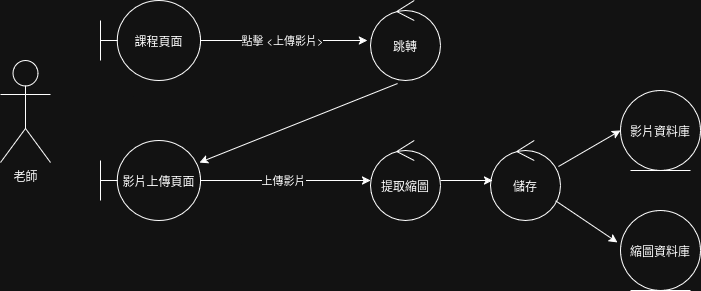 課程頁面
點擊 <上傳影片>
跳轉
老師
影片上傳頁面
上傳影片
提取縮圖
儲存
影片資料庫
縮圖資料庫